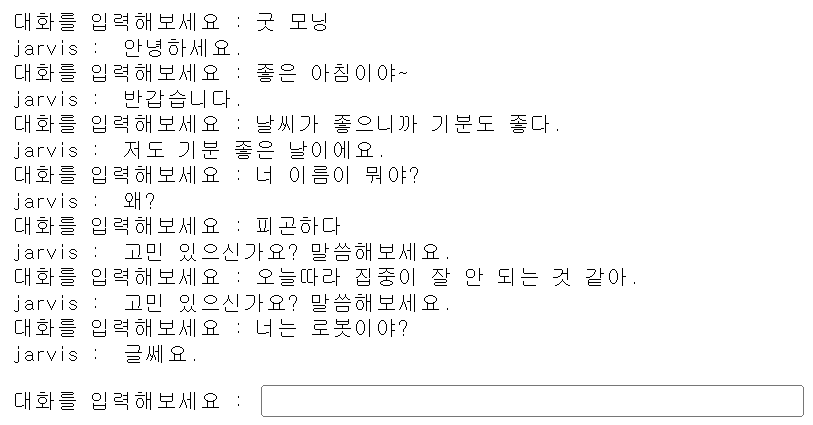 대화를 입력해보세요 : 굿 모닝
jarvis :  안녕하세요.
대화를 입력해보세요 : 좋은 아침이야~
jarvis :  반갑습니다.
대화를 입력해보세요 : 날씨가 좋으니까 기분도 좋다.
jarvis :  저도 기분 좋은 날이에요.
대화를 입력해보세요 : 너 이름이 뭐야?
jarvis :  왜?
대화를 입력해보세요 : 피곤하다
jarvis :  고민 있으신가요? 말씀해보세요.
대화를 입력해보세요 : 오늘따라 집중이 잘 안 되는 것 같아.
jarvis :  고민 있으신가요? 말씀해보세요.
대화를 입력해보세요 : 너는 로봇이야?
jarvis :  글쎄요.
대화를 입력해보세요 :